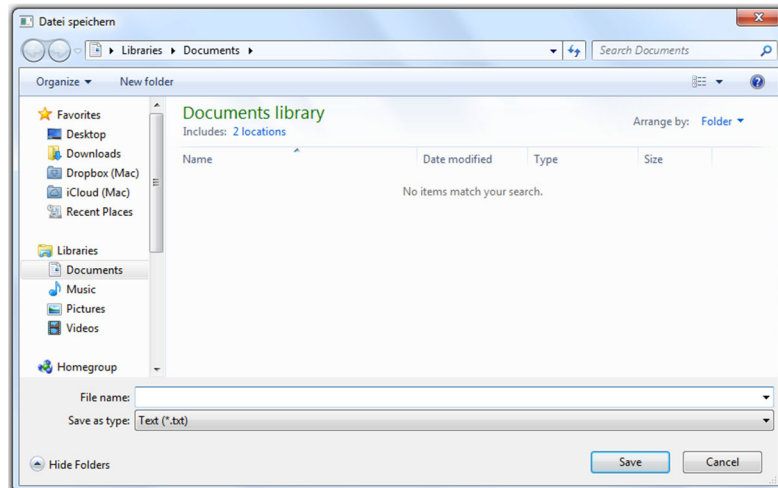 Datei speichern
Libraries Documents
Search Documents
Organize New folder
Favorites
Desktop
Downloads
Dropbox (Mac)
iCloud (Mac)
Recent Places
Libraries
Documents
Music
Pictures
Videos
Homegroup
Documents library
Includes: 2 locations
Arrange by: Folder
Name Date modified Type Size
No items match your search.
File name:
Save as type: Text (*.txt)
Hide Folders
Save Cancel